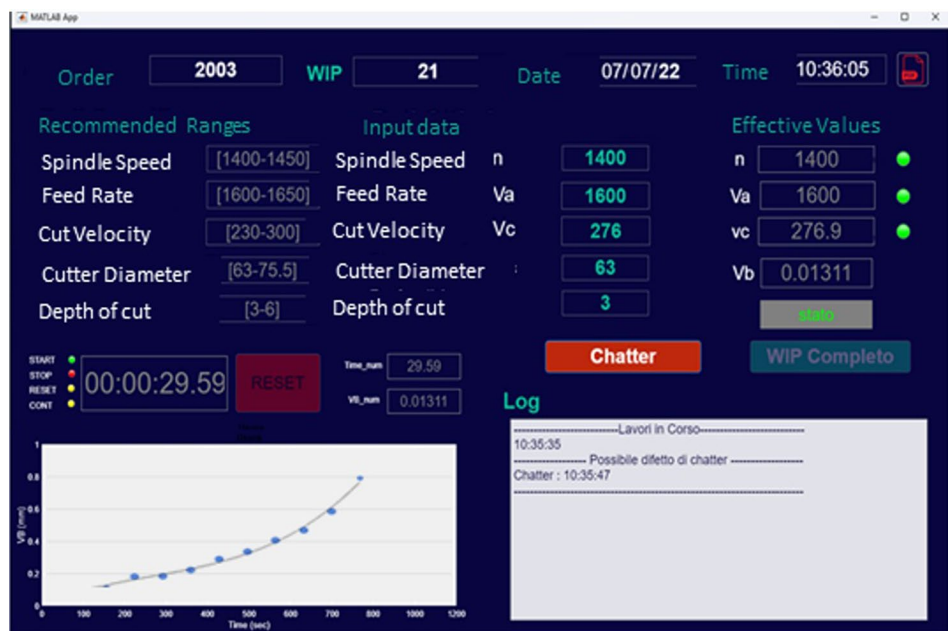 MATLAB App
Order 2003 WIP 21 Date 07/07/22 Time 10:36:05
Recommended Ranges Input data Effective Values
Spindle Speed [1400-1450] Spindle Speed n 1400 n 1400
Feed Rate [1600-1650] Feed Rate Va 1600 Va 1600
Cut Velocity [230-300] Cut Velocity Vc 276 vc 276.9
Cutter Diameter [63-75.5] Cutter Diameter 63 Vb 0.01311
Depth of cut [3-6] Depth of cut 3 stato
Chatter WIP Completo
START
STOP
RESET
CONT
00:00:29.59 RESET
Time_num 29.59
VB_num 0.01311
Log
--------------------Lavori in Corso--------------------
10:35:35
-------------------- Possibile difetto di chatter --------------------
Chatter : 10:35:47
VB (mm)
1
0.8
0.6
0.4
0.2
0
0 100 200 300 400 500 600 700 800 900 1000 1200
Time (sec)